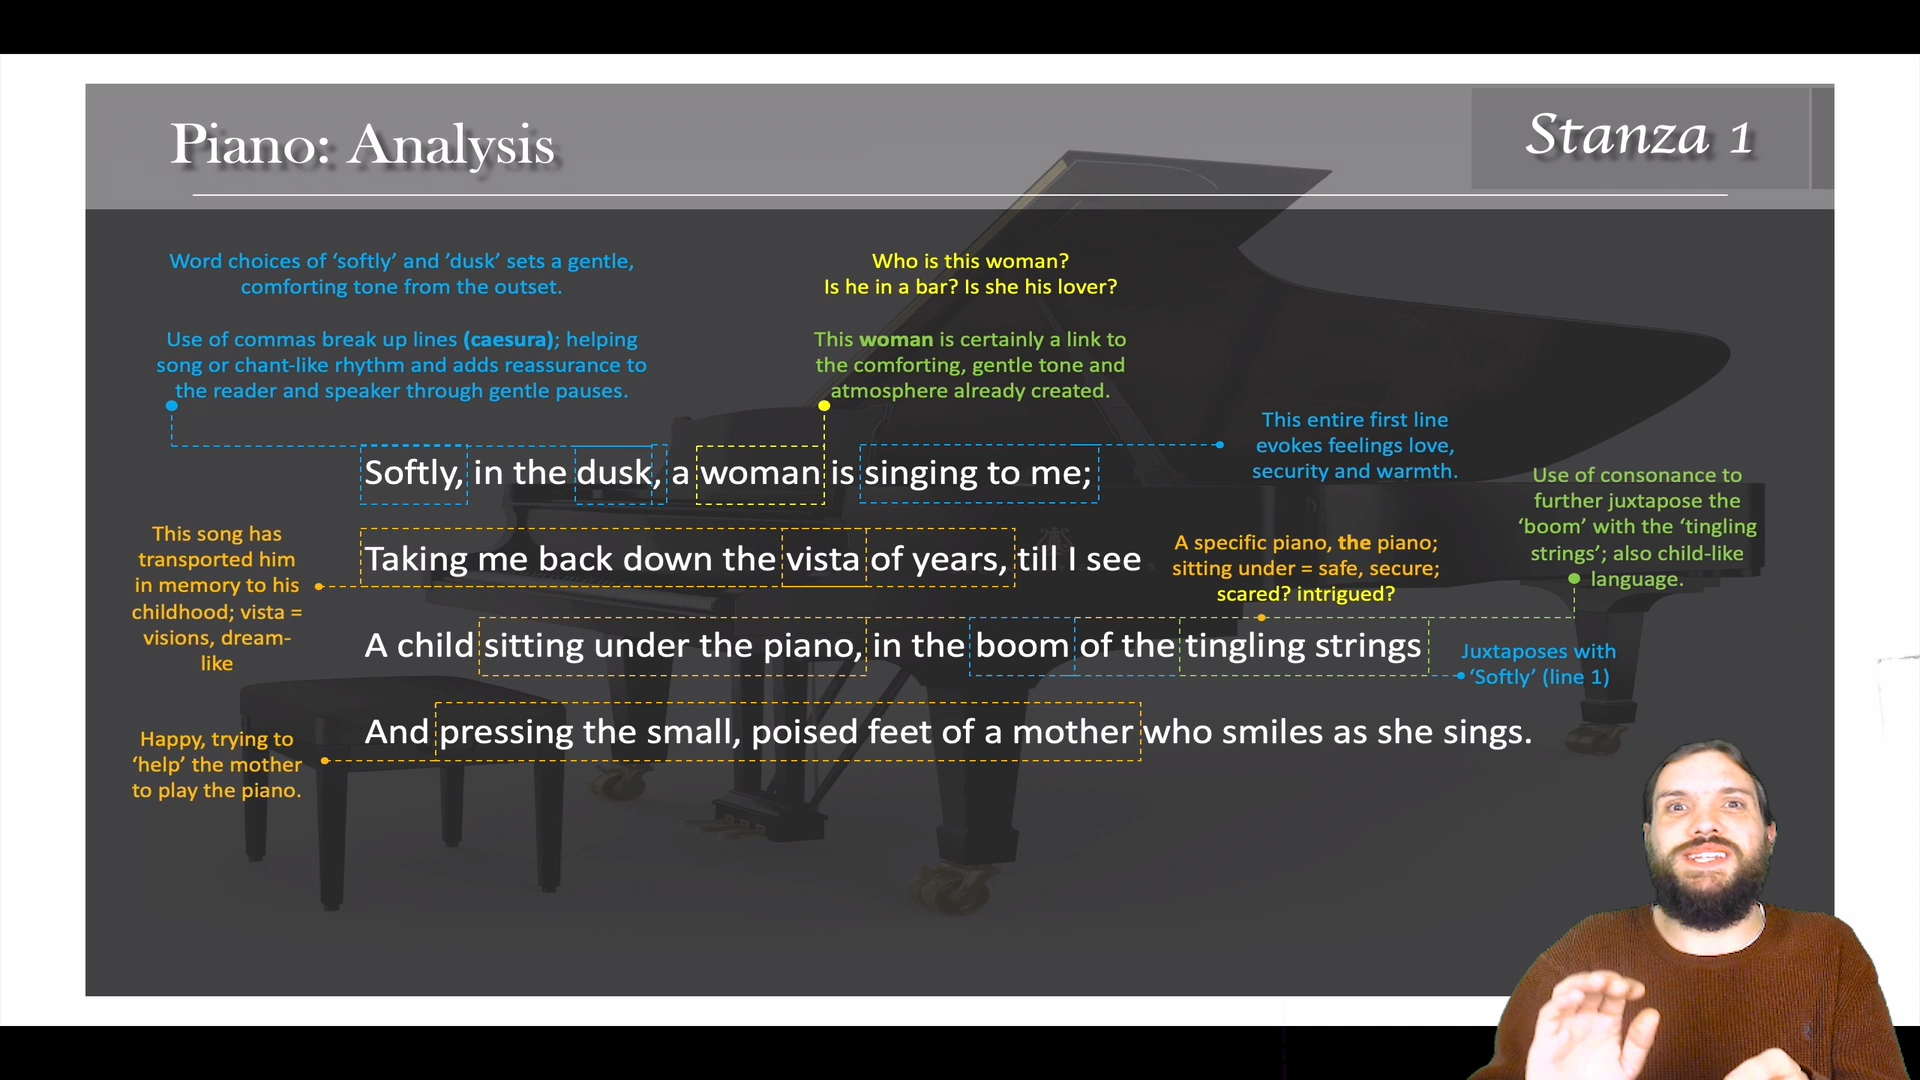 Piano: Analysis
Stanza 1
Word choices of ‘softly’ and ’dusk’ sets a gentle,
comforting tone from the outset.
Use of commas break up lines (caesura); helping
song or chant-like rhythm and adds reassurance to
the reader and speaker through gentle pauses.
Who is this woman?
Is he in a bar? Is she his lover?
This woman is certainly a link to
the comforting, gentle tone and
atmosphere already created.
This entire first line
evokes feelings love,
security and warmth.
Softly, in the dusk, a woman is singing to me;
Use of consonance to
further juxtapose the
‘boom’ with the ‘tingling
strings’; also child-like
language.
This song has
transported him
in memory to his
childhood; vista =
visions, dream-
like
Taking me back down the vista of years, till I see
A specific piano, the piano;
sitting under = safe, secure;
scared? intrigued?
A child sitting under the piano, in the boom of the tingling strings
Juxtaposes with
‘Softly’ (line 1)
And pressing the small, poised feet of a mother who smiles as she sings.
Happy, trying to
‘help’ the mother
to play the piano.